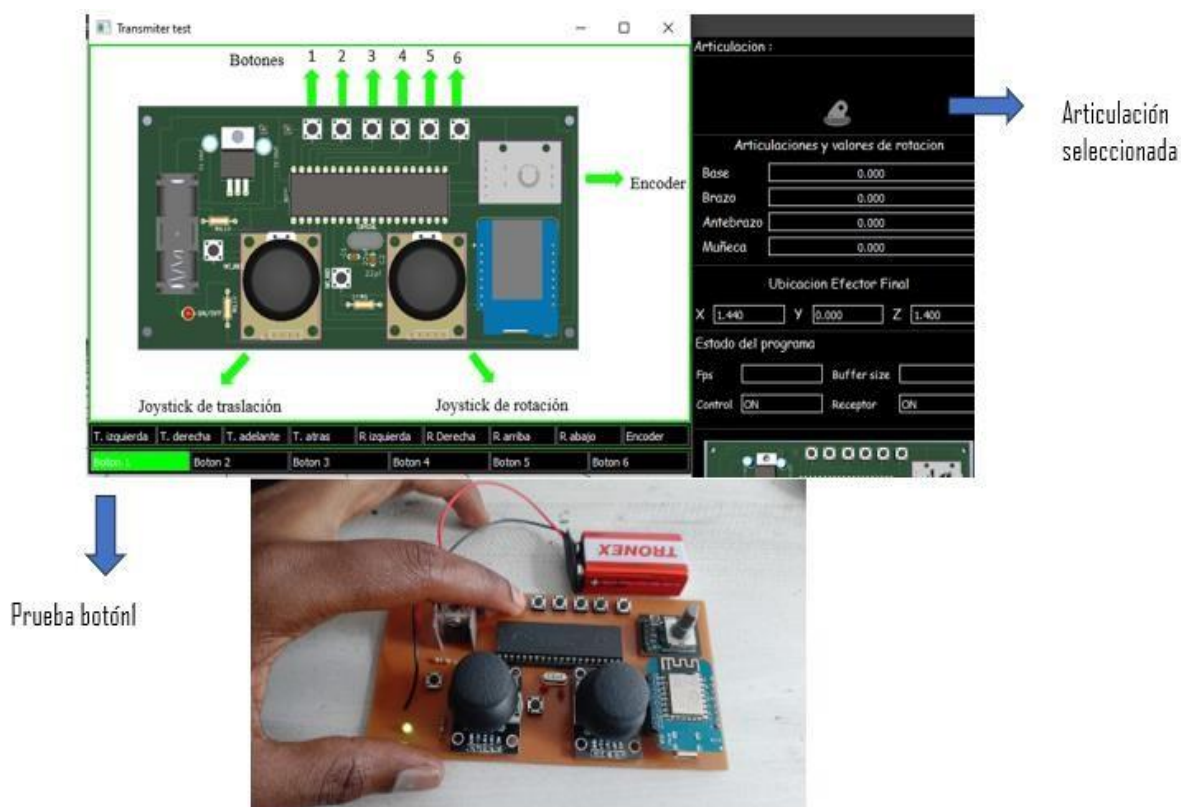 Transmiter test
Botones 1 2 3 4 5 6
Encoder
ON/OFF
22pf
Joystick de traslación
Joystick de rotación
T. izquierda T. derecha T. adelante T. atras R izquierda R Derecha R arriba R abajo Encoder
Boton 1 Boton 2 Boton 3 Boton 4 Boton 5 Boton 6
Articulacion :
Articulaciones y valores de rotacion
Base 0.000
Brazo 0.000
Antebrazo 0.000
Muñeca 0.000
Ubicacion Efector Final
X 1.440 Y 0.000 Z 1.400
Estado del programa
Fps Buffer size
Control ON Receptor ON
Articulación
seleccionada
Prueba botón1
TRONEX